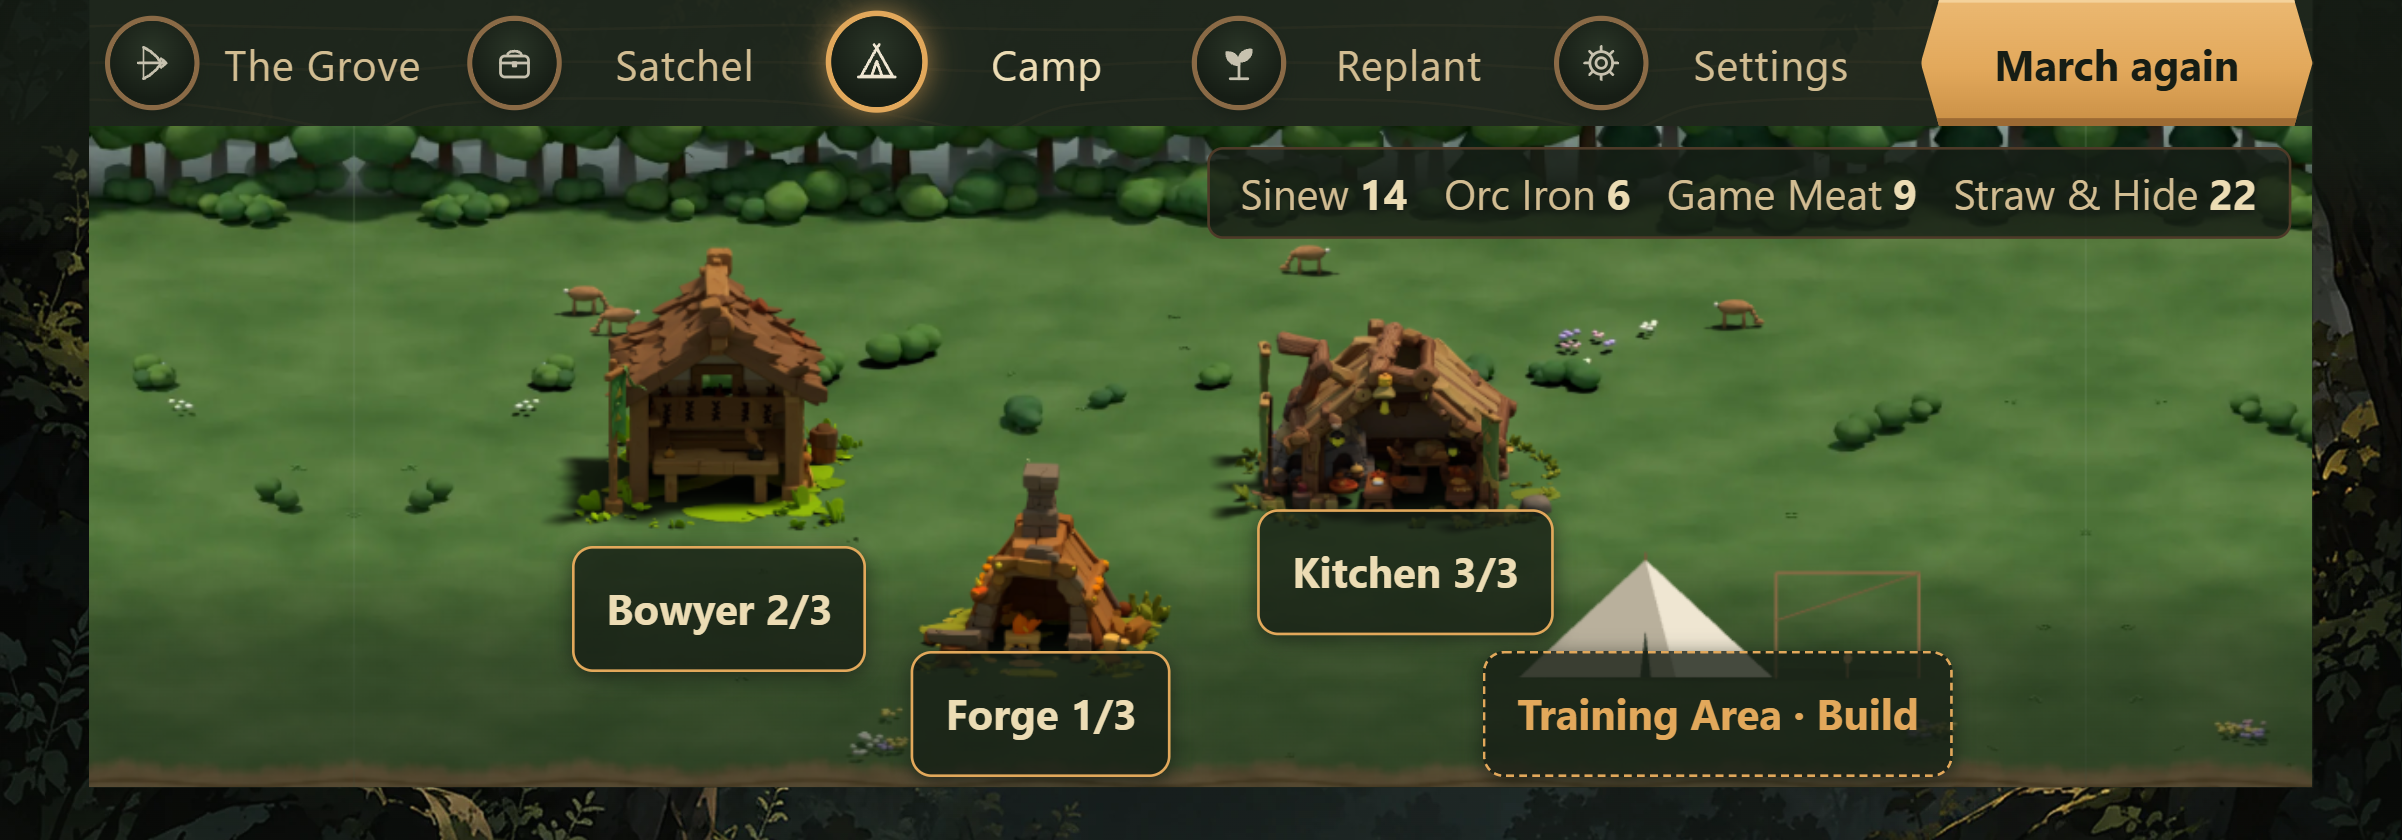 The Grove
Satchel
Camp
Replant
Settings
March again
Sinew 14 Orc Iron 6 Game Meat 9 Straw & Hide 22
Kitchen 3/3
Bowyer 2/3
Forge 1/3
Training Area · Build